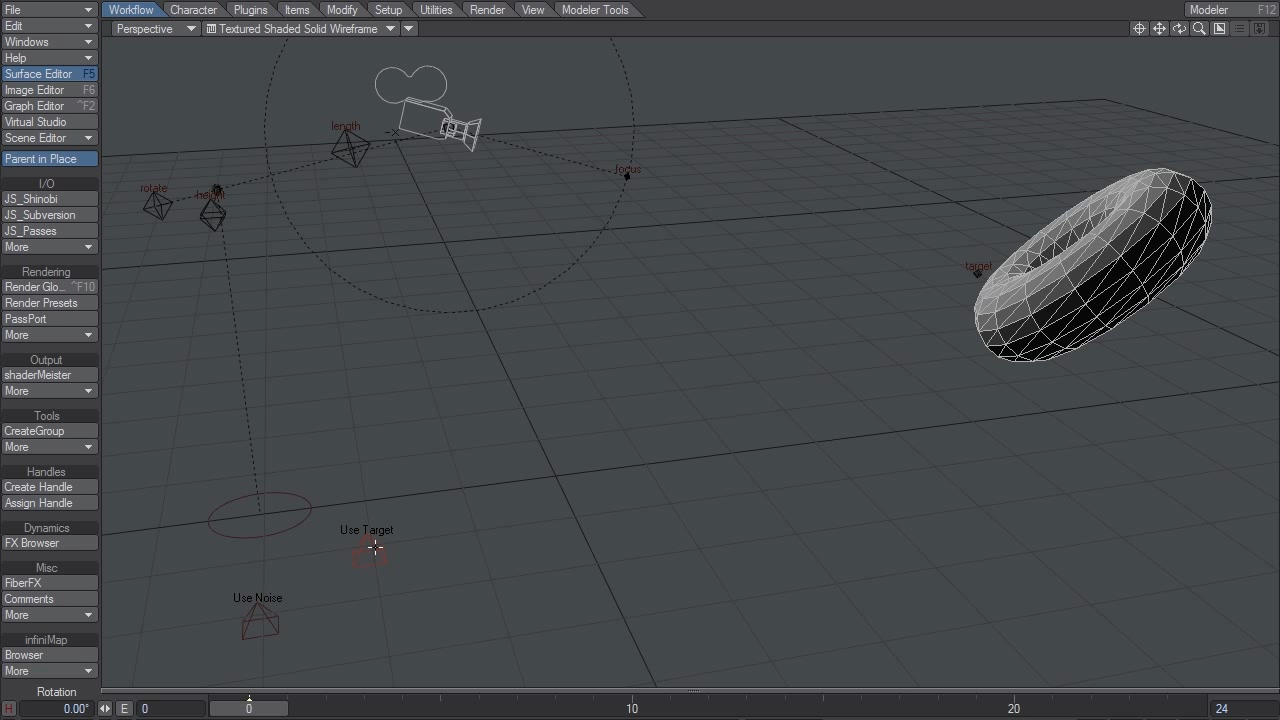 File
Workflow Character Plugins Items Modify Setup Utilities Render View Modeler Tools
Modeler F12
Edit
Perspective
Textured Shaded Solid Wireframe
Windows
Help
Surface Editor F5
Image Editor F6
Graph Editor ^F2
Virtual Studio
Scene Editor
Parent in Place
I/O
JS_Shinobi
JS_Subversion
JS_Passes
More
Rendering
Render Glo... ^F10
Render Presets
PassPort
More
Output
shaderMeister
More
Tools
CreateGroup
More
Handles
Create Handle
Assign Handle
Dynamics
FX Browser
Misc
FiberFX
Comments
More
infiniMap
Browser
More
length
focus
rotate
height
target
Use Target
Use Noise
Rotation
H 0.00° E 0 0 10 20 24